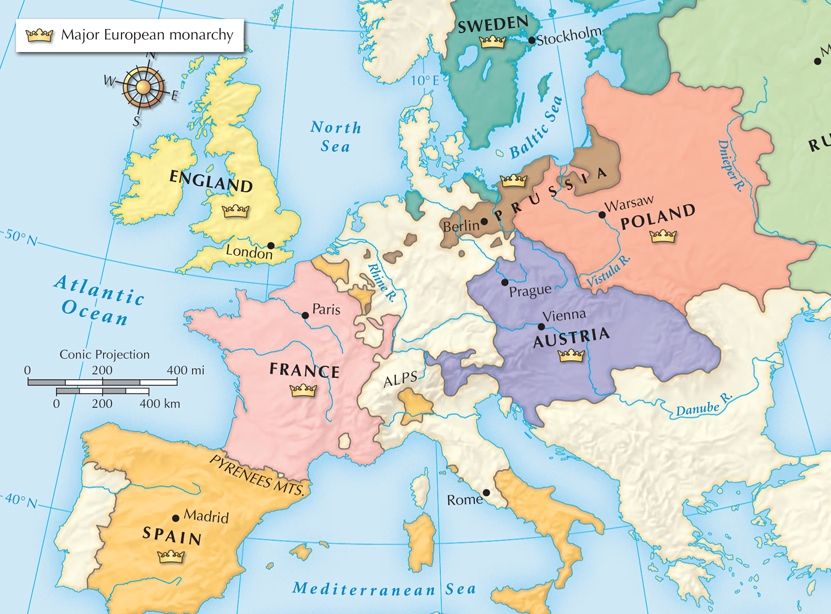 Major European monarchy
N
W
E
S
SWEDEN
Stockholm
10°E
North
Sea
Baltic Sea
Dnieper R.
M
RU
ENGLAND
London
50°N
Atlantic
Ocean
Berlin
PRUSSIA
Warsaw
POLAND
Vistula R.
Rhine R.
Prague
Vienna
AUSTRIA
Paris
FRANCE
Conic Projection
0 200 400 mi
0 200 400 km
ALPS
Danube R.
PYRENEES MTS.
40°N
Madrid
SPAIN
Rome
Mediterranean Sea